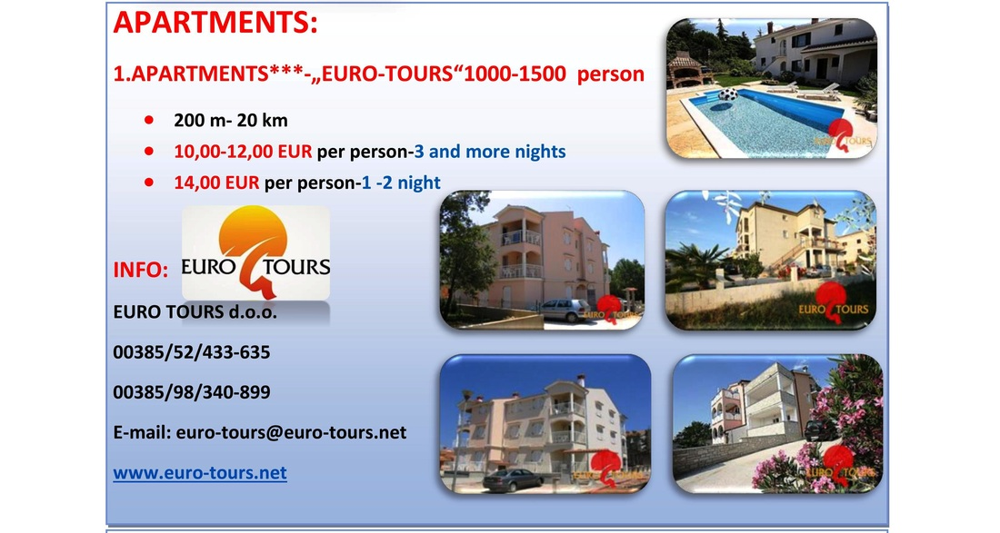 APARTMENTS:
1.APARTMENTS***-„EURO-TOURS“1000-1500 person
200 m- 20 km
10,00-12,00 EUR per person-3 and more nights
14,00 EUR per person-1 -2 night
EURO TOURS
INFO:
EURO TOURS d.o.o.
00385/52/433-635
00385/98/340-899
E-mail: euro-tours@euro-tours.net
www.euro-tours.net
EURO TOURS
EURO TOURS
EURO TOURS
EURO TOURS
EURO TOURS